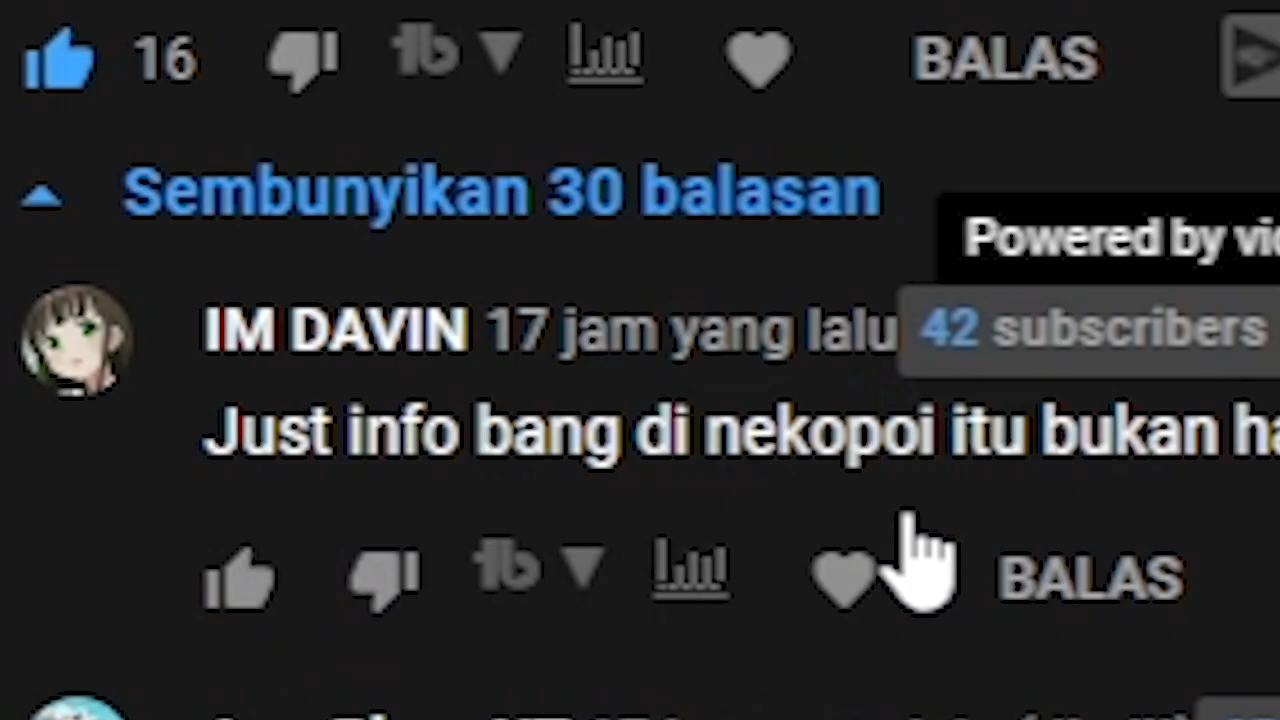 16 BALAS
Sembunyikan 30 balasan
Powered by
IM DAVIN 17 jam yang lalu 42 subscribers
Just info bang di nekopoi itu bukan
BALAS